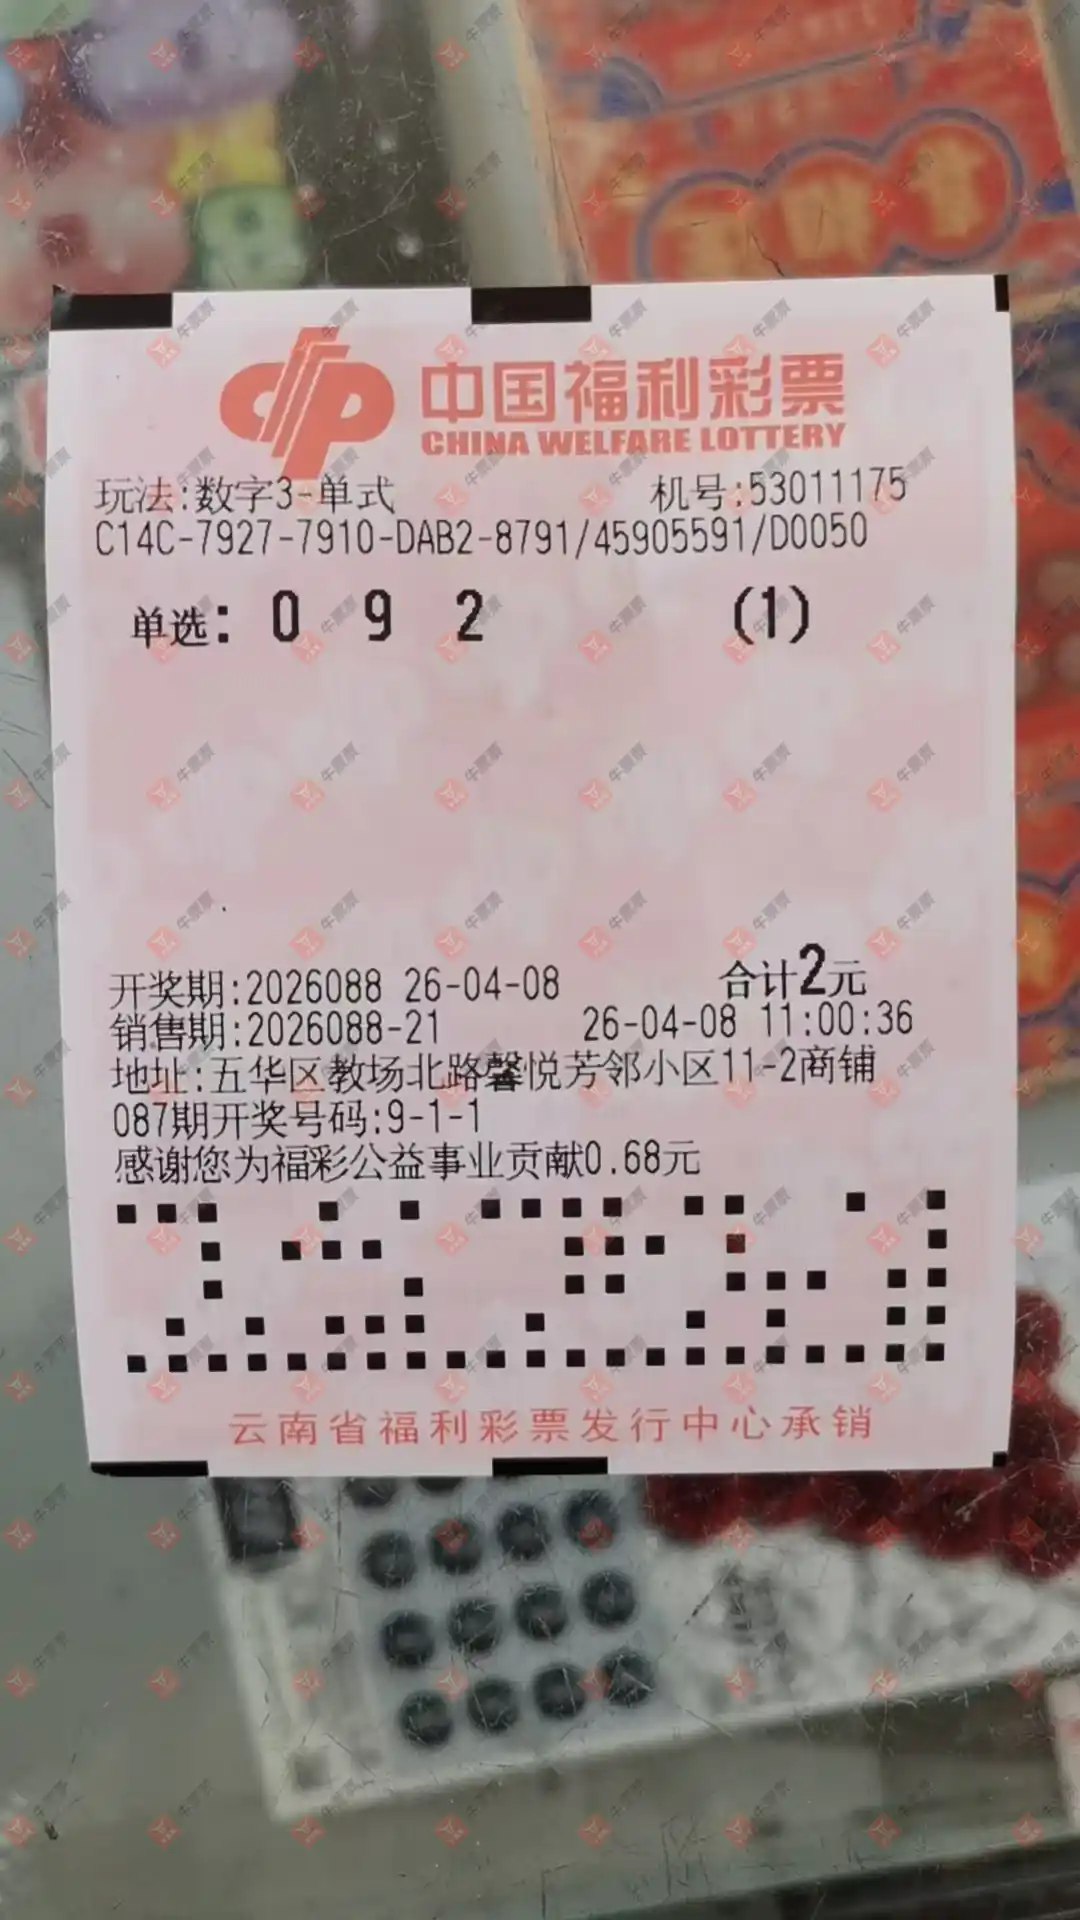 中国福利彩票
CHINA WELFARE LOTTERY
玩法:数字3-单式 机号:53011175
C14C-7927-7910-DAB2-8791/45905591/D0050
单选: 0 9 2 (1)
开奖期:2026088 26-04-08 合计2元
销售期:2026088-21 26-04-08 11:00:36
地址:五华区教场北路馨悦芳邻小区11-2商铺
087期开奖号码:9-1-1
感谢您为福彩公益事业贡献0.68元
云南省福利彩票发行中心承销